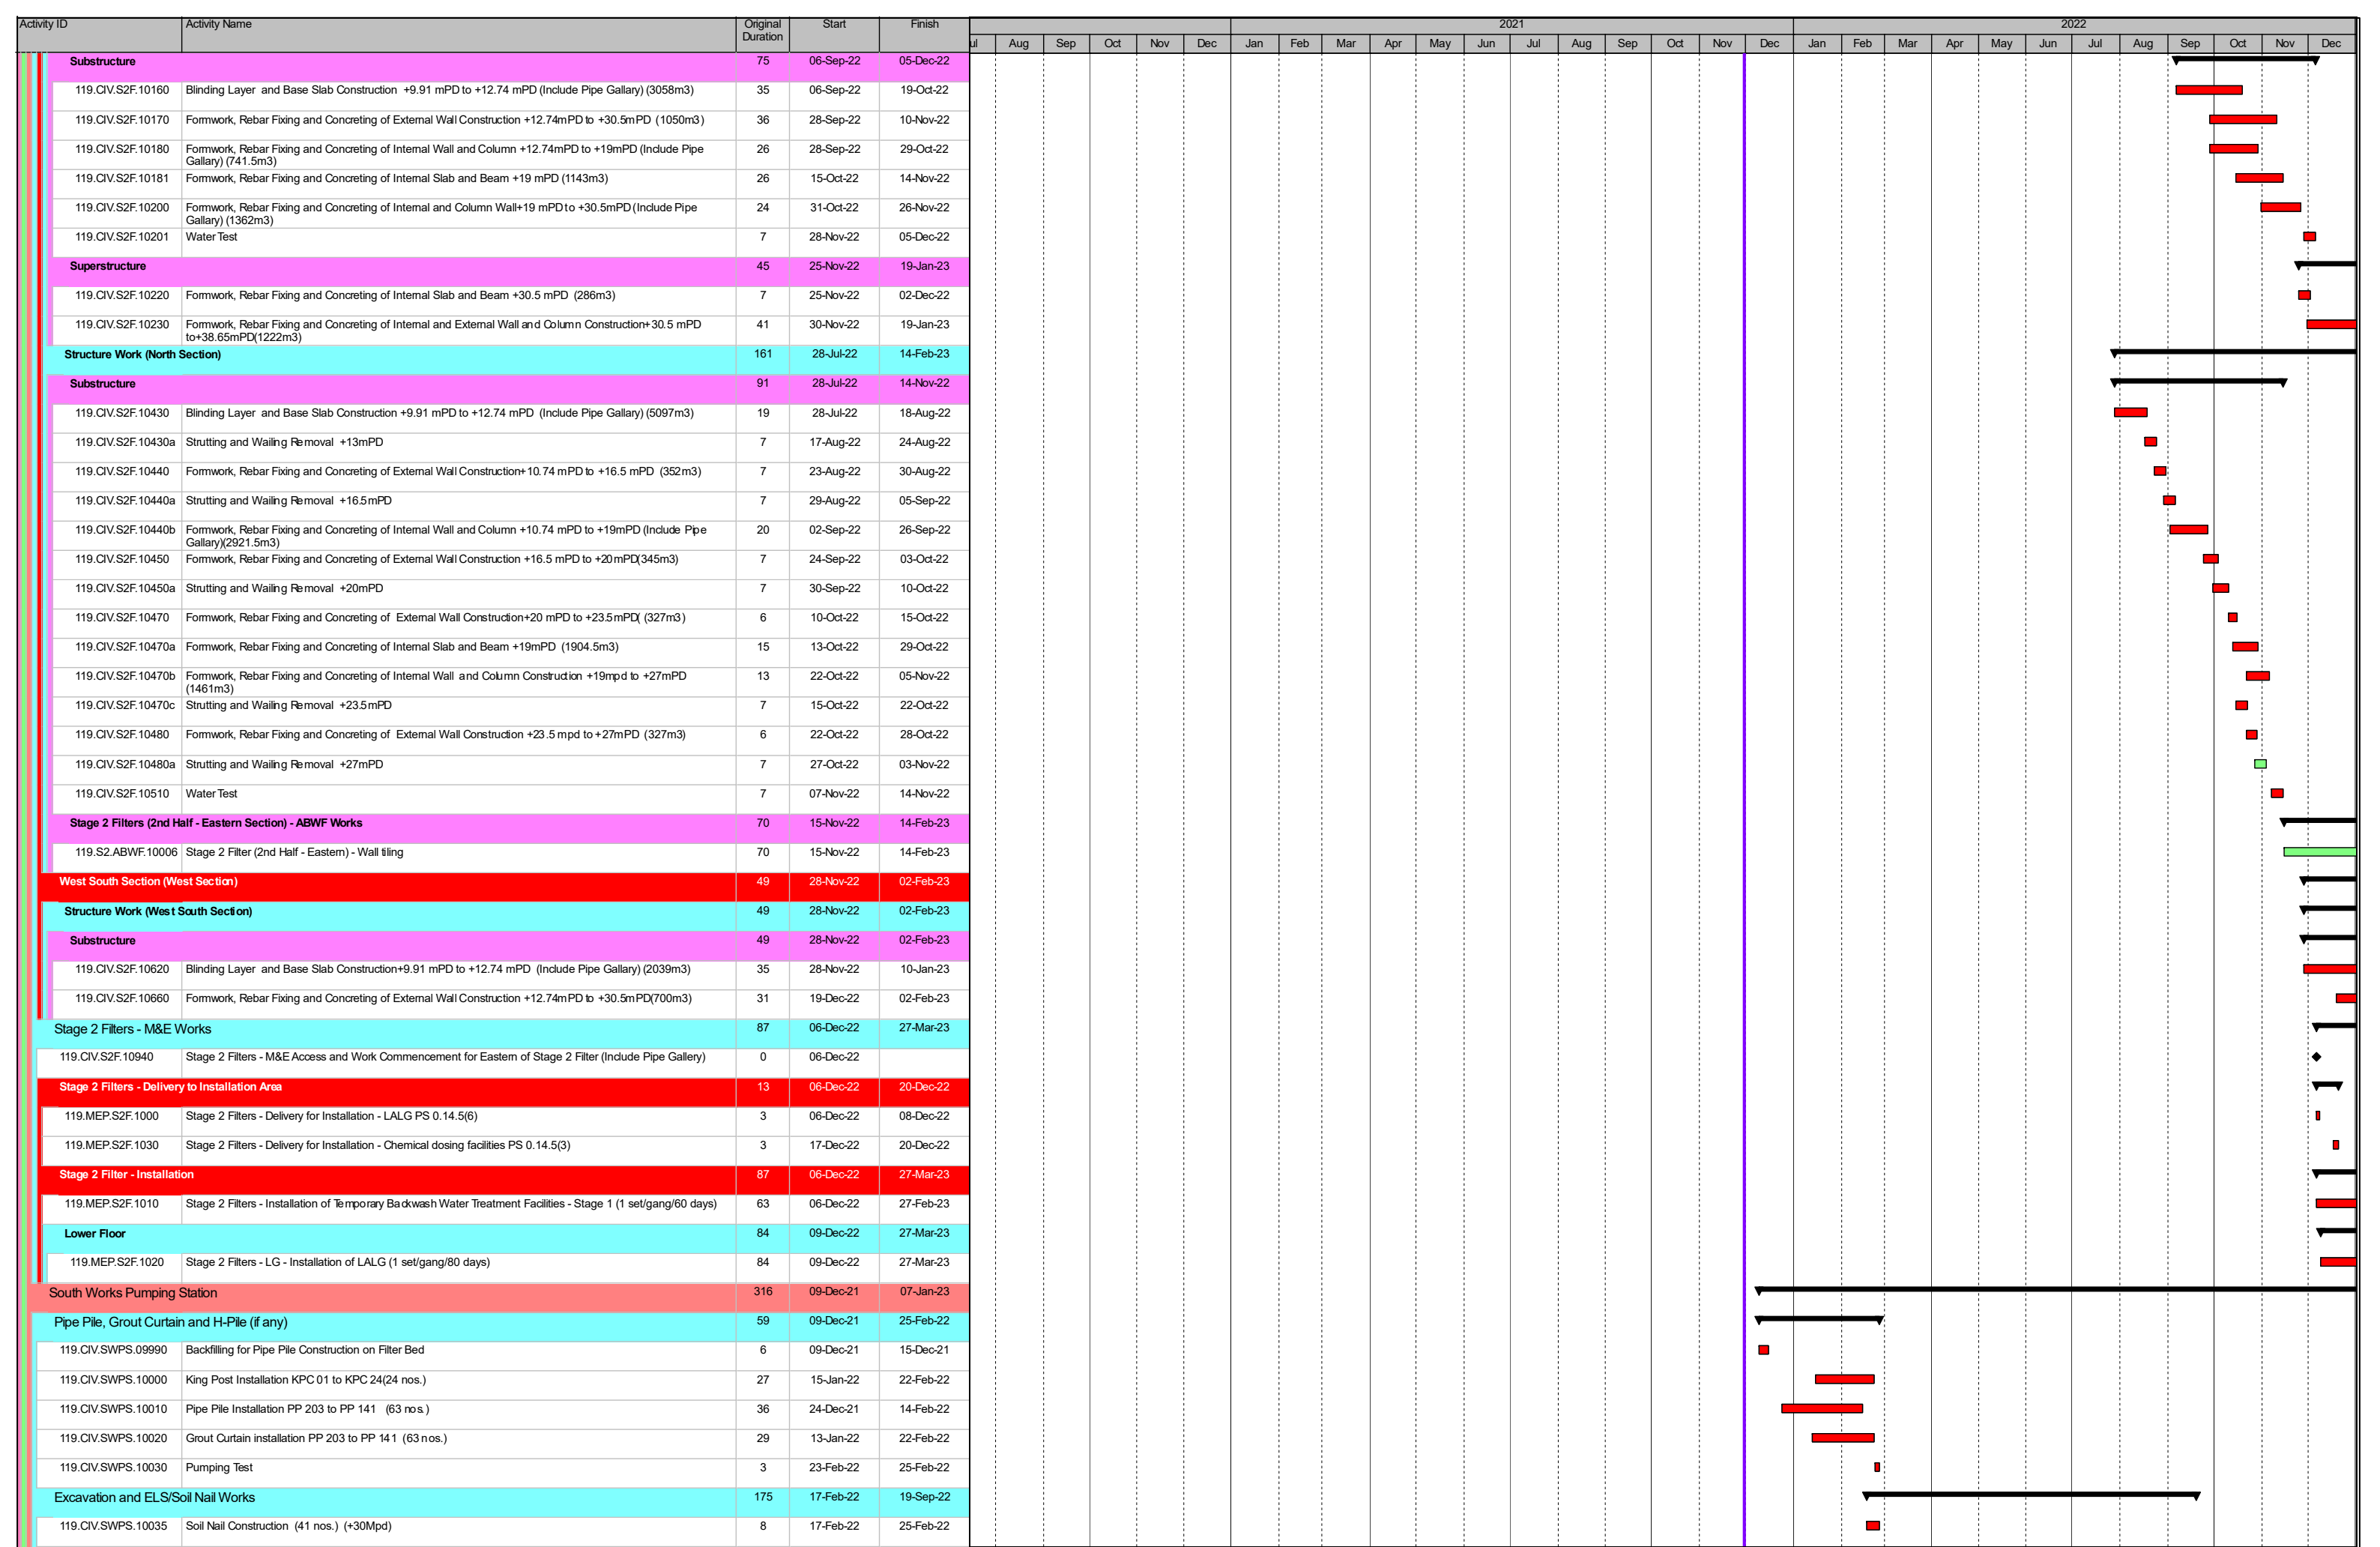 Activity ID Activity Name Original Duration Start Finish 2021 2022
ul Aug Sep Oct Nov Dec Jan Feb Mar Apr May Jun Jul Aug Sep Oct Nov Dec Jan Feb Mar Apr May Jun Jul Aug Sep Oct Nov Dec
Substructure 75 06-Sep-22 05-Dec-22
119.CIV.S2F.10160 Blinding Layer and Base Slab Construction +9.91 mPD to +12.74 mPD (Include Pipe Gallary) (3058m3) 35 06-Sep-22 19-Oct-22
119.CIV.S2F.10170 Formwork, Rebar Fixing and Concreting of External Wall Construction +12.74mPD to +30.5mPD (1050m3) 36 28-Sep-22 10-Nov-22
119.CIV.S2F.10180 Formwork, Rebar Fixing and Concreting of Internal Wall and Column +12.74mPD to +19mPD (Include Pipe 26 28-Sep-22 29-Oct-22
Gallary) (741.5m3)
119.CIV.S2F.10181 Formwork, Rebar Fixing and Concreting of Internal Slab and Beam +19 mPD (1143m3) 26 15-Oct-22 14-Nov-22
119.CIV.S2F.10200 Formwork, Rebar Fixing and Concreting of Internal and Column Wall+19 mPD to +30.5mPD (Include Pipe 24 31-Oct-22 26-Nov-22
Gallary) (1362m3)
119.CIV.S2F.10201 Water Test 7 28-Nov-22 05-Dec-22
Superstructure 45 25-Nov-22 19-Jan-23
119.CIV.S2F.10220 Formwork, Rebar Fixing and Concreting of Internal Slab and Beam +30.5 mPD (286m3) 7 25-Nov-22 02-Dec-22
119.CIV.S2F.10230 Formwork, Rebar Fixing and Concreting of Internal and External Wall and Column Construction+30.5 mPD 41 30-Nov-22 19-Jan-23
to+38.65mPD(1222m3)
Structure Work (North Section) 161 28-Jul-22 14-Feb-23
Substructure 91 28-Jul-22 14-Nov-22
119.CIV.S2F.10430 Blinding Layer and Base Slab Construction +9.91 mPD to +12.74 mPD (Include Pipe Gallary) (5097m3) 19 28-Jul-22 18-Aug-22
119.CIV.S2F.10430a Strutting and Wailing Removal +13mPD 7 17-Aug-22 24-Aug-22
119.CIV.S2F.10440 Formwork, Rebar Fixing and Concreting of External Wall Construction+10.74 mPD to +16.5 mPD (352m3) 7 23-Aug-22 30-Aug-22
119.CIV.S2F.10440a Strutting and Wailing Removal +16.5mPD 7 29-Aug-22 05-Sep-22
119.CIV.S2F.10440b Formwork, Rebar Fixing and Concreting of Internal Wall and Column +10.74 mPD to +19mPD (Include Pipe 20 02-Sep-22 26-Sep-22
Gallary)(2921.5m3)
119.CIV.S2F.10450 Formwork, Rebar Fixing and Concreting of External Wall Construction +16.5 mPD to +20mPD(345m3) 7 24-Sep-22 03-Oct-22
119.CIV.S2F.10450a Strutting and Wailing Removal +20mPD 7 30-Sep-22 10-Oct-22
119.CIV.S2F.10470 Formwork, Rebar Fixing and Concreting of External Wall Construction+20 mPD to +23.5mPD( (327m3) 6 10-Oct-22 15-Oct-22
119.CIV.S2F.10470a Formwork, Rebar Fixing and Concreting of Internal Slab and Beam +19mPD (1904.5m3) 15 13-Oct-22 29-Oct-22
119.CIV.S2F.10470b Formwork, Rebar Fixing and Concreting of Internal Wall and Column Construction +19mpd to +27mPD 13 22-Oct-22 05-Nov-22
(1461m3)
119.CIV.S2F.10470c Strutting and Wailing Removal +23.5mPD 7 15-Oct-22 22-Oct-22
119.CIV.S2F.10480 Formwork, Rebar Fixing and Concreting of External Wall Construction +23.5 mpd to +27mPD (327m3) 6 22-Oct-22 28-Oct-22
119.CIV.S2F.10480a Strutting and Wailing Removal +27mPD 7 27-Oct-22 03-Nov-22
119.CIV.S2F.10510 Water Test 7 07-Nov-22 14-Nov-22
Stage 2 Filters (2nd Half - Eastern Section) - ABWF Works 70 15-Nov-22 14-Feb-23
119.S2.ABWF.10006 Stage 2 Filter (2nd Half - Eastern) - Wall tiling 70 15-Nov-22 14-Feb-23
West South Section (West Section) 49 28-Nov-22 02-Feb-23
Structure Work (West South Section) 49 28-Nov-22 02-Feb-23
Substructure 49 28-Nov-22 02-Feb-23
119.CIV.S2F.10620 Blinding Layer and Base Slab Construction+9.91 mPD to +12.74 mPD (Include Pipe Gallary) (2039m3) 35 28-Nov-22 10-Jan-23
119.CIV.S2F.10660 Formwork, Rebar Fixing and Concreting of External Wall Construction +12.74mPD to +30.5mPD(700m3) 31 19-Dec-22 02-Feb-23
Stage 2 Filters - M&E Works 87 06-Dec-22 27-Mar-23
119.CIV.S2F.10940 Stage 2 Filters - M&E Access and Work Commencement for Eastern of Stage 2 Filter (Include Pipe Gallery) 0 06-Dec-22
Stage 2 Filters - Delivery to Installation Area 13 06-Dec-22 20-Dec-22
119.MEP.S2F.1000 Stage 2 Filters - Delivery for Installation - LALG PS 0.14.5(6) 3 06-Dec-22 08-Dec-22
119.MEP.S2F.1030 Stage 2 Filters - Delivery for Installation - Chemical dosing facilities PS 0.14.5(3) 3 17-Dec-22 20-Dec-22
Stage 2 Filter - Installation 87 06-Dec-22 27-Mar-23
119.MEP.S2F.1010 Stage 2 Filters - Installation of Temporary Backwash Water Treatment Facilities - Stage 1 (1 set/gang/60 days) 63 06-Dec-22 27-Feb-23
Lower Floor 84 09-Dec-22 27-Mar-23
119.MEP.S2F.1020 Stage 2 Filters - LG - Installation of LALG (1 set/gang/80 days) 84 09-Dec-22 27-Mar-23
South Works Pumping Station 316 09-Dec-21 07-Jan-23
Pipe Pile, Grout Curtain and H-Pile (if any) 59 09-Dec-21 25-Feb-22
119.CIV.SWPS.09990 Backfilling for Pipe Pile Construction on Filter Bed 6 09-Dec-21 15-Dec-21
119.CIV.SWPS.10000 King Post Installation KPC 01 to KPC 24(24 nos.) 27 15-Jan-22 22-Feb-22
119.CIV.SWPS.10010 Pipe Pile Installation PP 203 to PP 141 (63 nos.) 36 24-Dec-21 14-Feb-22
119.CIV.SWPS.10020 Grout Curtain installation PP 203 to PP 141 (63 nos.) 29 13-Jan-22 22-Feb-22
119.CIV.SWPS.10030 Pumping Test 3 23-Feb-22 25-Feb-22
Excavation and ELS/Soil Nail Works 175 17-Feb-22 19-Sep-22
119.CIV.SWPS.10035 Soil Nail Construction (41 nos.) (+30Mpd) 8 17-Feb-22 25-Feb-22